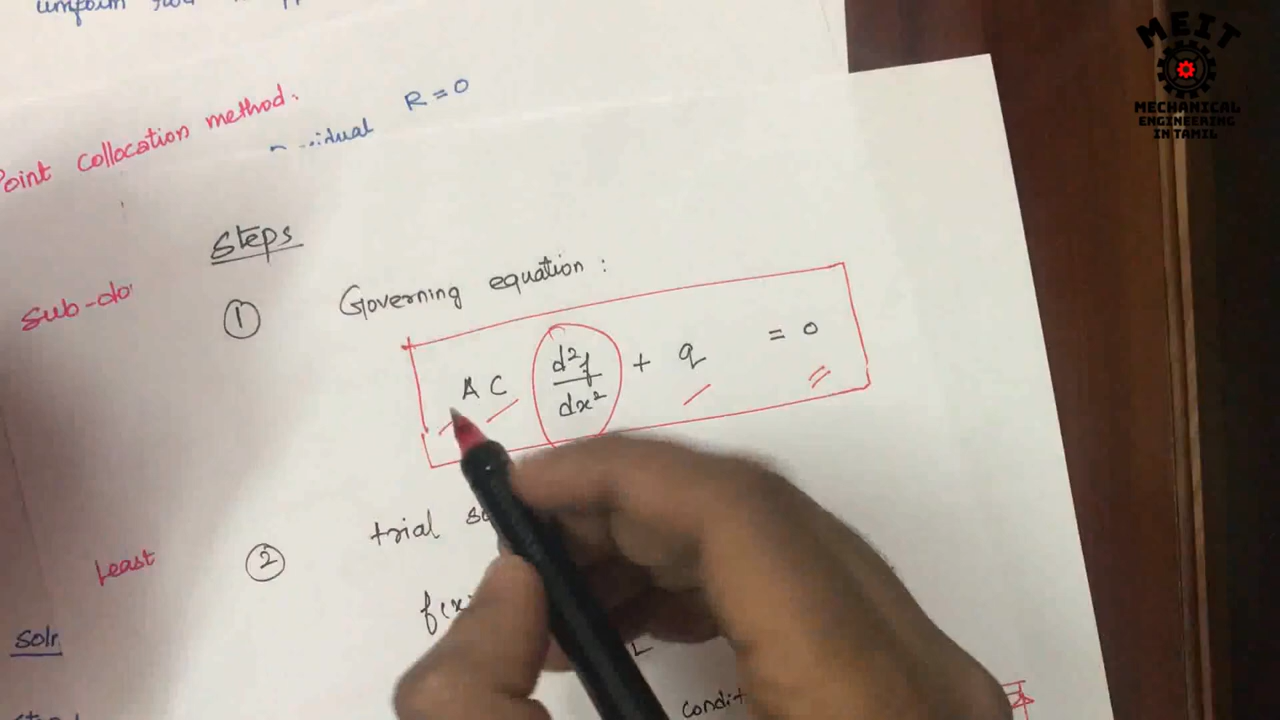 uniform
Point collocation method:
R = 0
Steps
Sub-do
① Governing equation:
A C d²f/dx² + q = 0
Least
② trial
f(x
Soln
L
condit
MEIT
MECHANICAL
ENGINEERING
IN TAMIL